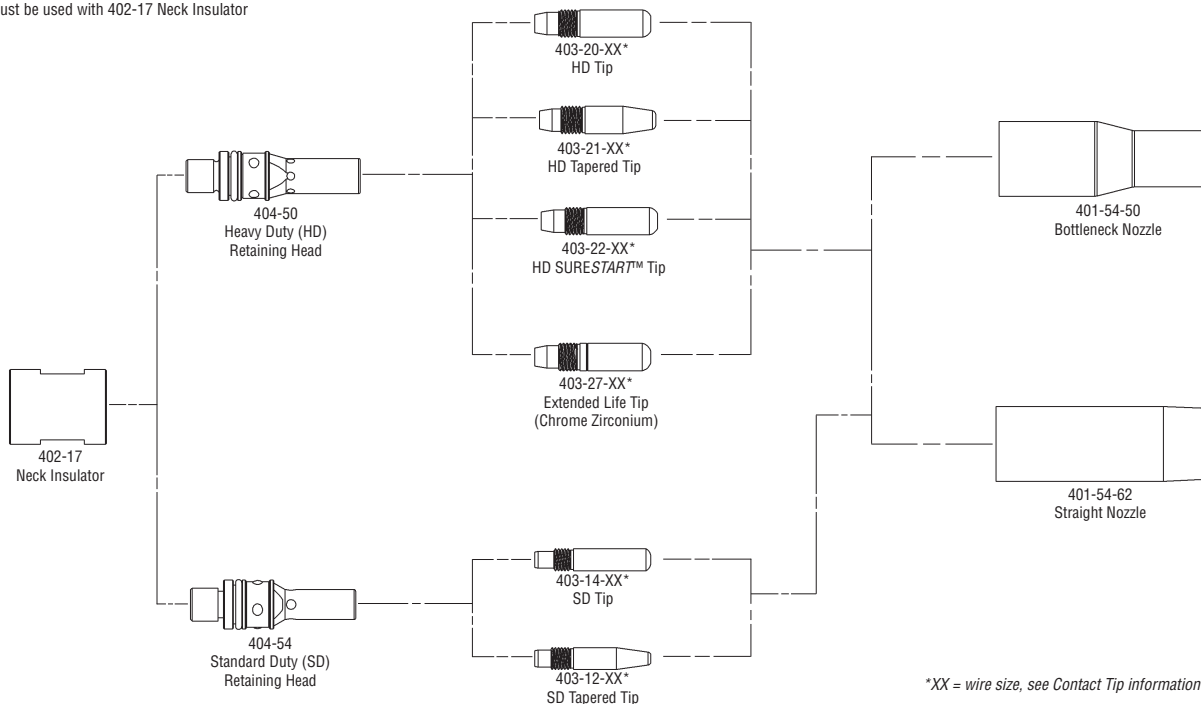 be used with 402-17 Neck Insulator
403-20-XX*
HD Tip
403-21-XX*
HD Tapered Tip
404-50
Heavy Duty (HD)
Retaining Head
403-22-XX*
HD SURESTART™ Tip
401-54-50
Bottleneck Nozzle
403-27-XX*
Extended Life Tip
(Chrome Zirconium)
402-17
Neck Insulator
401-54-62
Straight Nozzle
403-14-XX*
SD Tip
404-54
Standard Duty (SD)
Retaining Head
403-12-XX*
SD Tapered Tip
*XX = wire size, see Contact Tip information